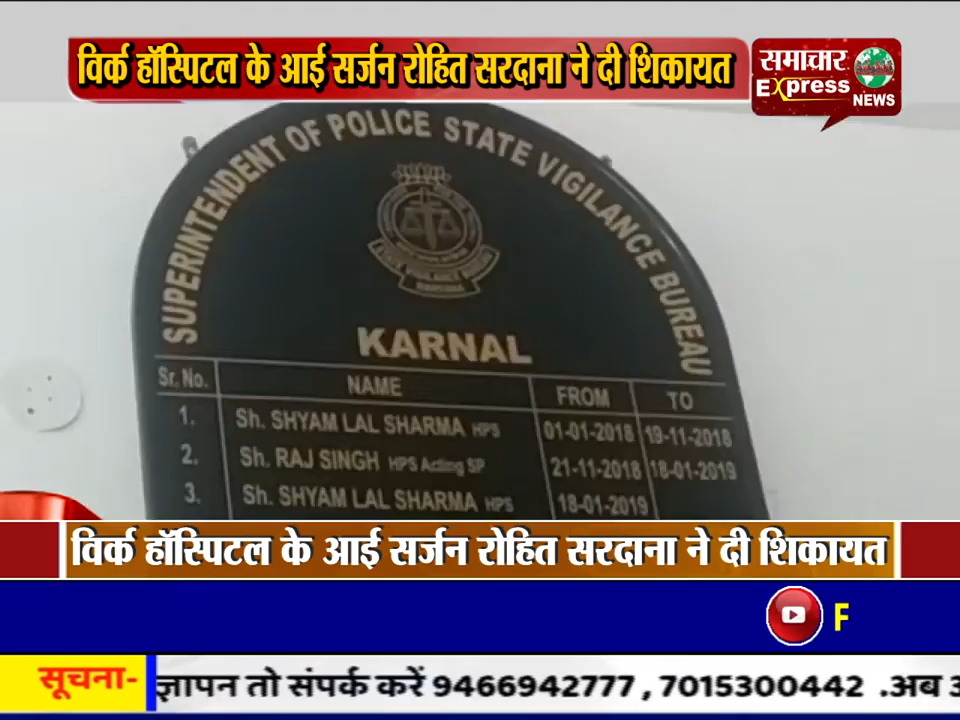 विर्क हॉस्पिटल के आई सर्जन रोहित सरदाना ने दी शिकायत
समाचार
Express
NEWS
SUPERINTENDENT OF POLICE STATE VIGILANCE BUREAU
KARNAL
Sr. No. NAME FROM TO
1. Sh. SHYAM LAL SHARMA HPS 01-01-2018 19-11-2018
2. Sh. RAJ SINGH HPS Acting SP 21-11-2018 18-01-2019
3. Sh. SHYAM LAL SHARMA HPS 18-01-2019
विर्क हॉस्पिटल के आई सर्जन रोहित सरदाना ने दी शिकायत
F
सूचना- ज्ञापन तो संपर्क करें 9466942777 , 7015300442 .अब